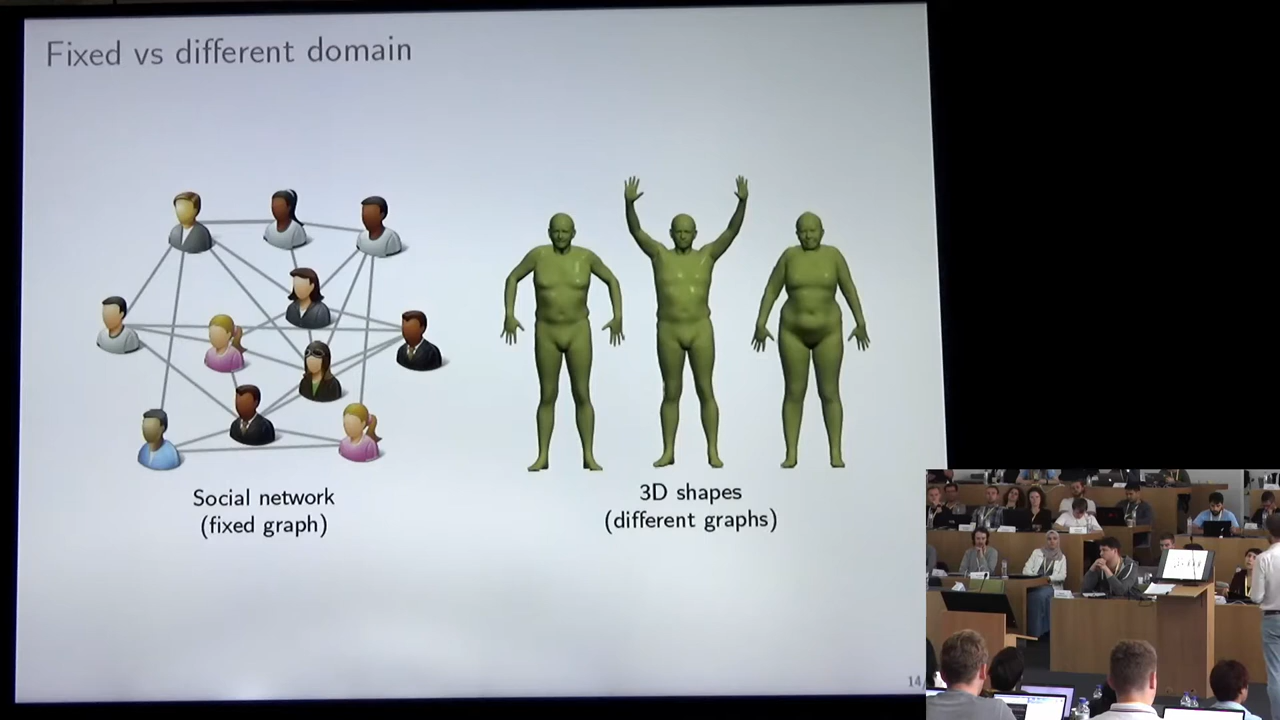 Fixed vs different domain
Social network
(fixed graph)
3D shapes
(different graphs)
14/